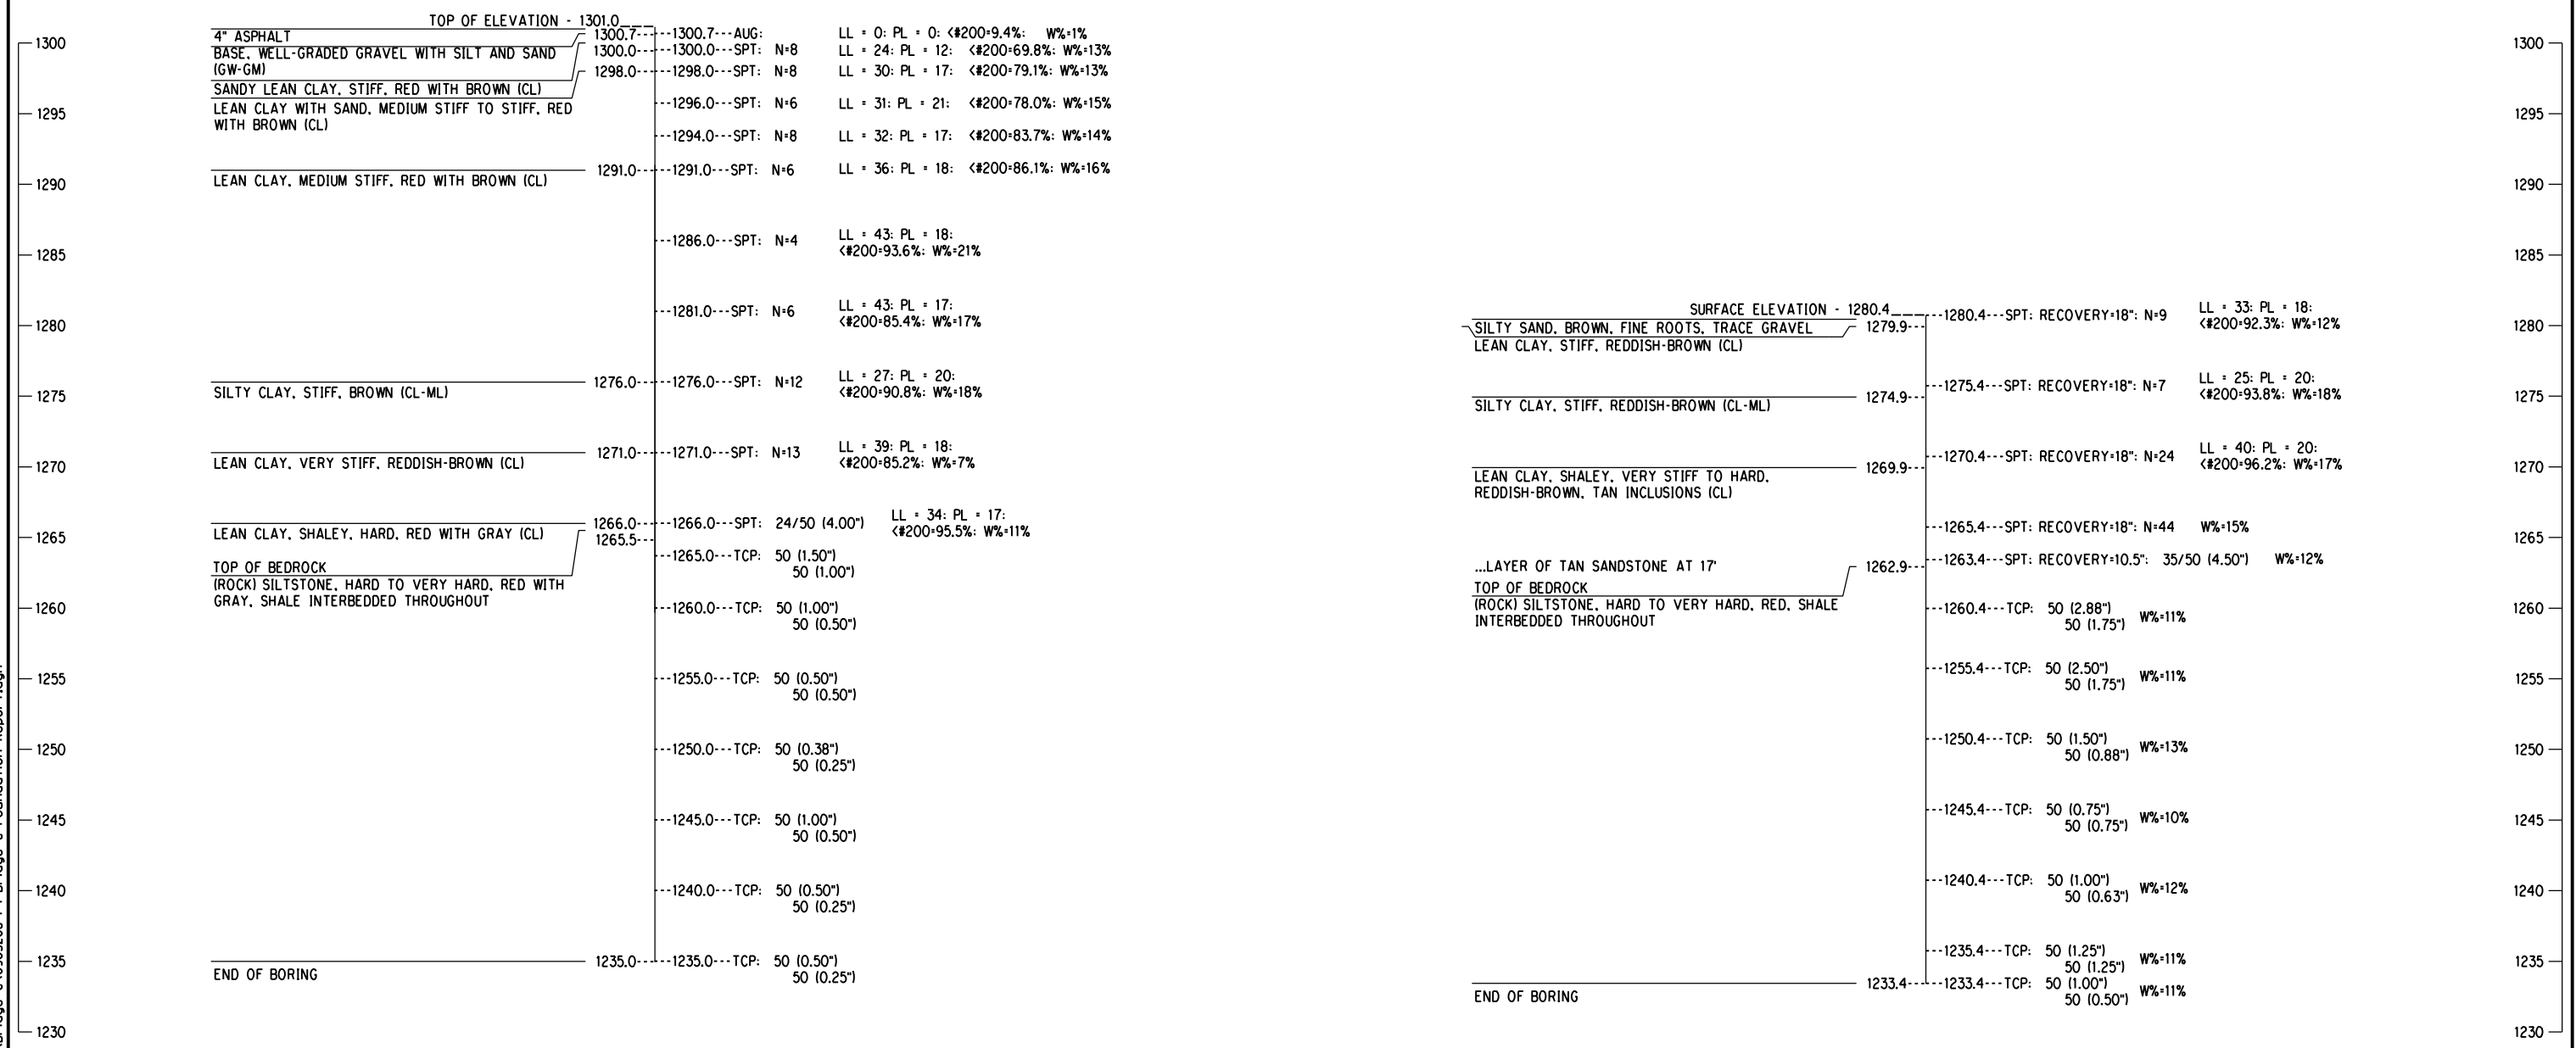 TOP OF ELEVATION - 1301.0
4" ASPHALT
BASE, WELL-GRADED GRAVEL WITH SILT AND SAND
(GW-GM)
SANDY LEAN CLAY, STIFF, RED WITH BROWN (CL)
LEAN CLAY WITH SAND, MEDIUM STIFF TO STIFF, RED
WITH BROWN (CL)
LEAN CLAY, MEDIUM STIFF, RED WITH BROWN (CL)
SILTY CLAY, STIFF, BROWN (CL-ML)
LEAN CLAY, VERY STIFF, REDDISH-BROWN (CL)
LEAN CLAY, SHALEY, HARD, RED WITH GRAY (CL)
TOP OF BEDROCK
(ROCK) SILTSTONE, HARD TO VERY HARD, RED WITH
GRAY, SHALE INTERBEDDED THROUGHOUT
END OF BORING
1300
1295
1290
1285
1280
1275
1270
1265
1260
1255
1250
1245
1240
1235
1230
1300.7---1300.7---AUG: LL = 0; PL = 0; <#200=9.4%; W%=1%
1300.0---1300.0---SPT: N=8 LL = 24; PL = 12; <#200=69.8%; W%=13%
1298.0---1298.0---SPT: N=8 LL = 30; PL = 17; <#200=79.1%; W%=13%
---1296.0---SPT: N=6 LL = 31; PL = 21; <#200=78.0%; W%=15%
---1294.0---SPT: N=8 LL = 32; PL = 17; <#200=83.7%; W%=14%
1291.0---1291.0---SPT: N=6 LL = 36; PL = 18; <#200=86.1%; W%=16%
---1286.0---SPT: N=4 LL = 43; PL = 18;
<#200=93.6%; W%=21%
---1281.0---SPT: N=6 LL = 43; PL = 17;
<#200=85.4%; W%=17%
1276.0---1276.0---SPT: N=12 LL = 27; PL = 20;
<#200=90.8%; W%=18%
1271.0---1271.0---SPT: N=13 LL = 39; PL = 18;
<#200=85.2%; W%=7%
1266.0---1266.0---SPT: 24/50 (4.00") LL = 34; PL = 17;
<#200=95.5%; W%=11%
1265.5---
---1265.0---TCP: 50 (1.50")
50 (1.00")
---1260.0---TCP: 50 (1.00")
50 (0.50")
---1255.0---TCP: 50 (0.50")
50 (0.50")
---1250.0---TCP: 50 (0.38")
50 (0.25")
---1245.0---TCP: 50 (1.00")
50 (0.50")
---1240.0---TCP: 50 (0.50")
50 (0.25")
1235.0---1235.0---TCP: 50 (0.50")
50 (0.25")
SURFACE ELEVATION - 1280.4
SILTY SAND, BROWN, FINE ROOTS, TRACE GRAVEL
LEAN CLAY, STIFF, REDDISH-BROWN (CL)
SILTY CLAY, STIFF, REDDISH-BROWN (CL-ML)
LEAN CLAY, SHALEY, VERY STIFF TO HARD,
REDDISH-BROWN, TAN INCLUSIONS (CL)
...LAYER OF TAN SANDSTONE AT 17'
TOP OF BEDROCK
(ROCK) SILTSTONE, HARD TO VERY HARD, RED, SHALE
INTERBEDDED THROUGHOUT
END OF BORING
---1280.4---SPT: RECOVERY=18"; N=9 LL = 33; PL = 18;
<#200=92.3%; W%=12%
1279.9---
---1275.4---SPT: RECOVERY=18"; N=7 LL = 25; PL = 20;
<#200=93.8%; W%=18%
1274.9---
---1270.4---SPT: RECOVERY=18"; N=24 LL = 40; PL = 20;
<#200=96.2%; W%=17%
1269.9---
---1265.4---SPT: RECOVERY=18"; N=44 W%=15%
---1263.4---SPT: RECOVERY=10.5"; 35/50 (4.50") W%=12%
1262.9---
---1260.4---TCP: 50 (2.88")
50 (1.75") W%=11%
---1255.4---TCP: 50 (2.50")
50 (1.75") W%=11%
---1250.4---TCP: 50 (1.50")
50 (0.88") W%=13%
---1245.4---TCP: 50 (0.75")
50 (0.75") W%=10%
---1240.4---TCP: 50 (1.00")
50 (0.63") W%=12%
---1235.4---TCP: 50 (1.25")
50 (1.25") W%=11%
1233.4---1233.4---TCP: 50 (1.00")
50 (0.50") W%=11%
1300
1295
1290
1285
1280
1275
1270
1265
1260
1255
1250
1245
1240
1235
1230